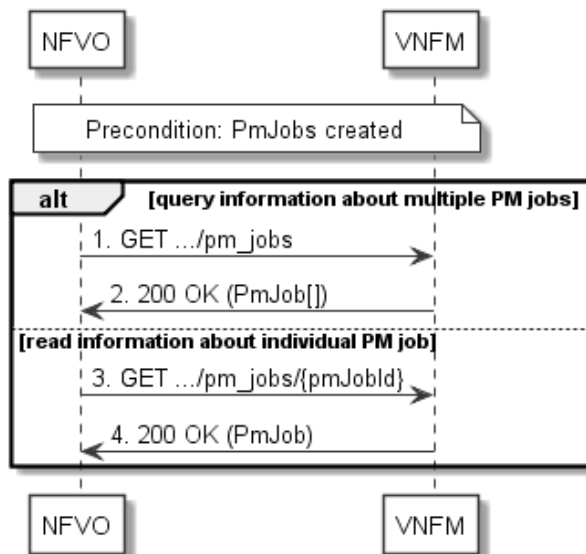 NFVO VNFM
Precondition: PmJobs created
alt [query information about multiple PM jobs]
1. GET .../pm_jobs
2. 200 OK (PmJob[])
[read information about individual PM job]
3. GET .../pm_jobs/{pmJobId}
4. 200 OK (PmJob)
NFVO VNFM